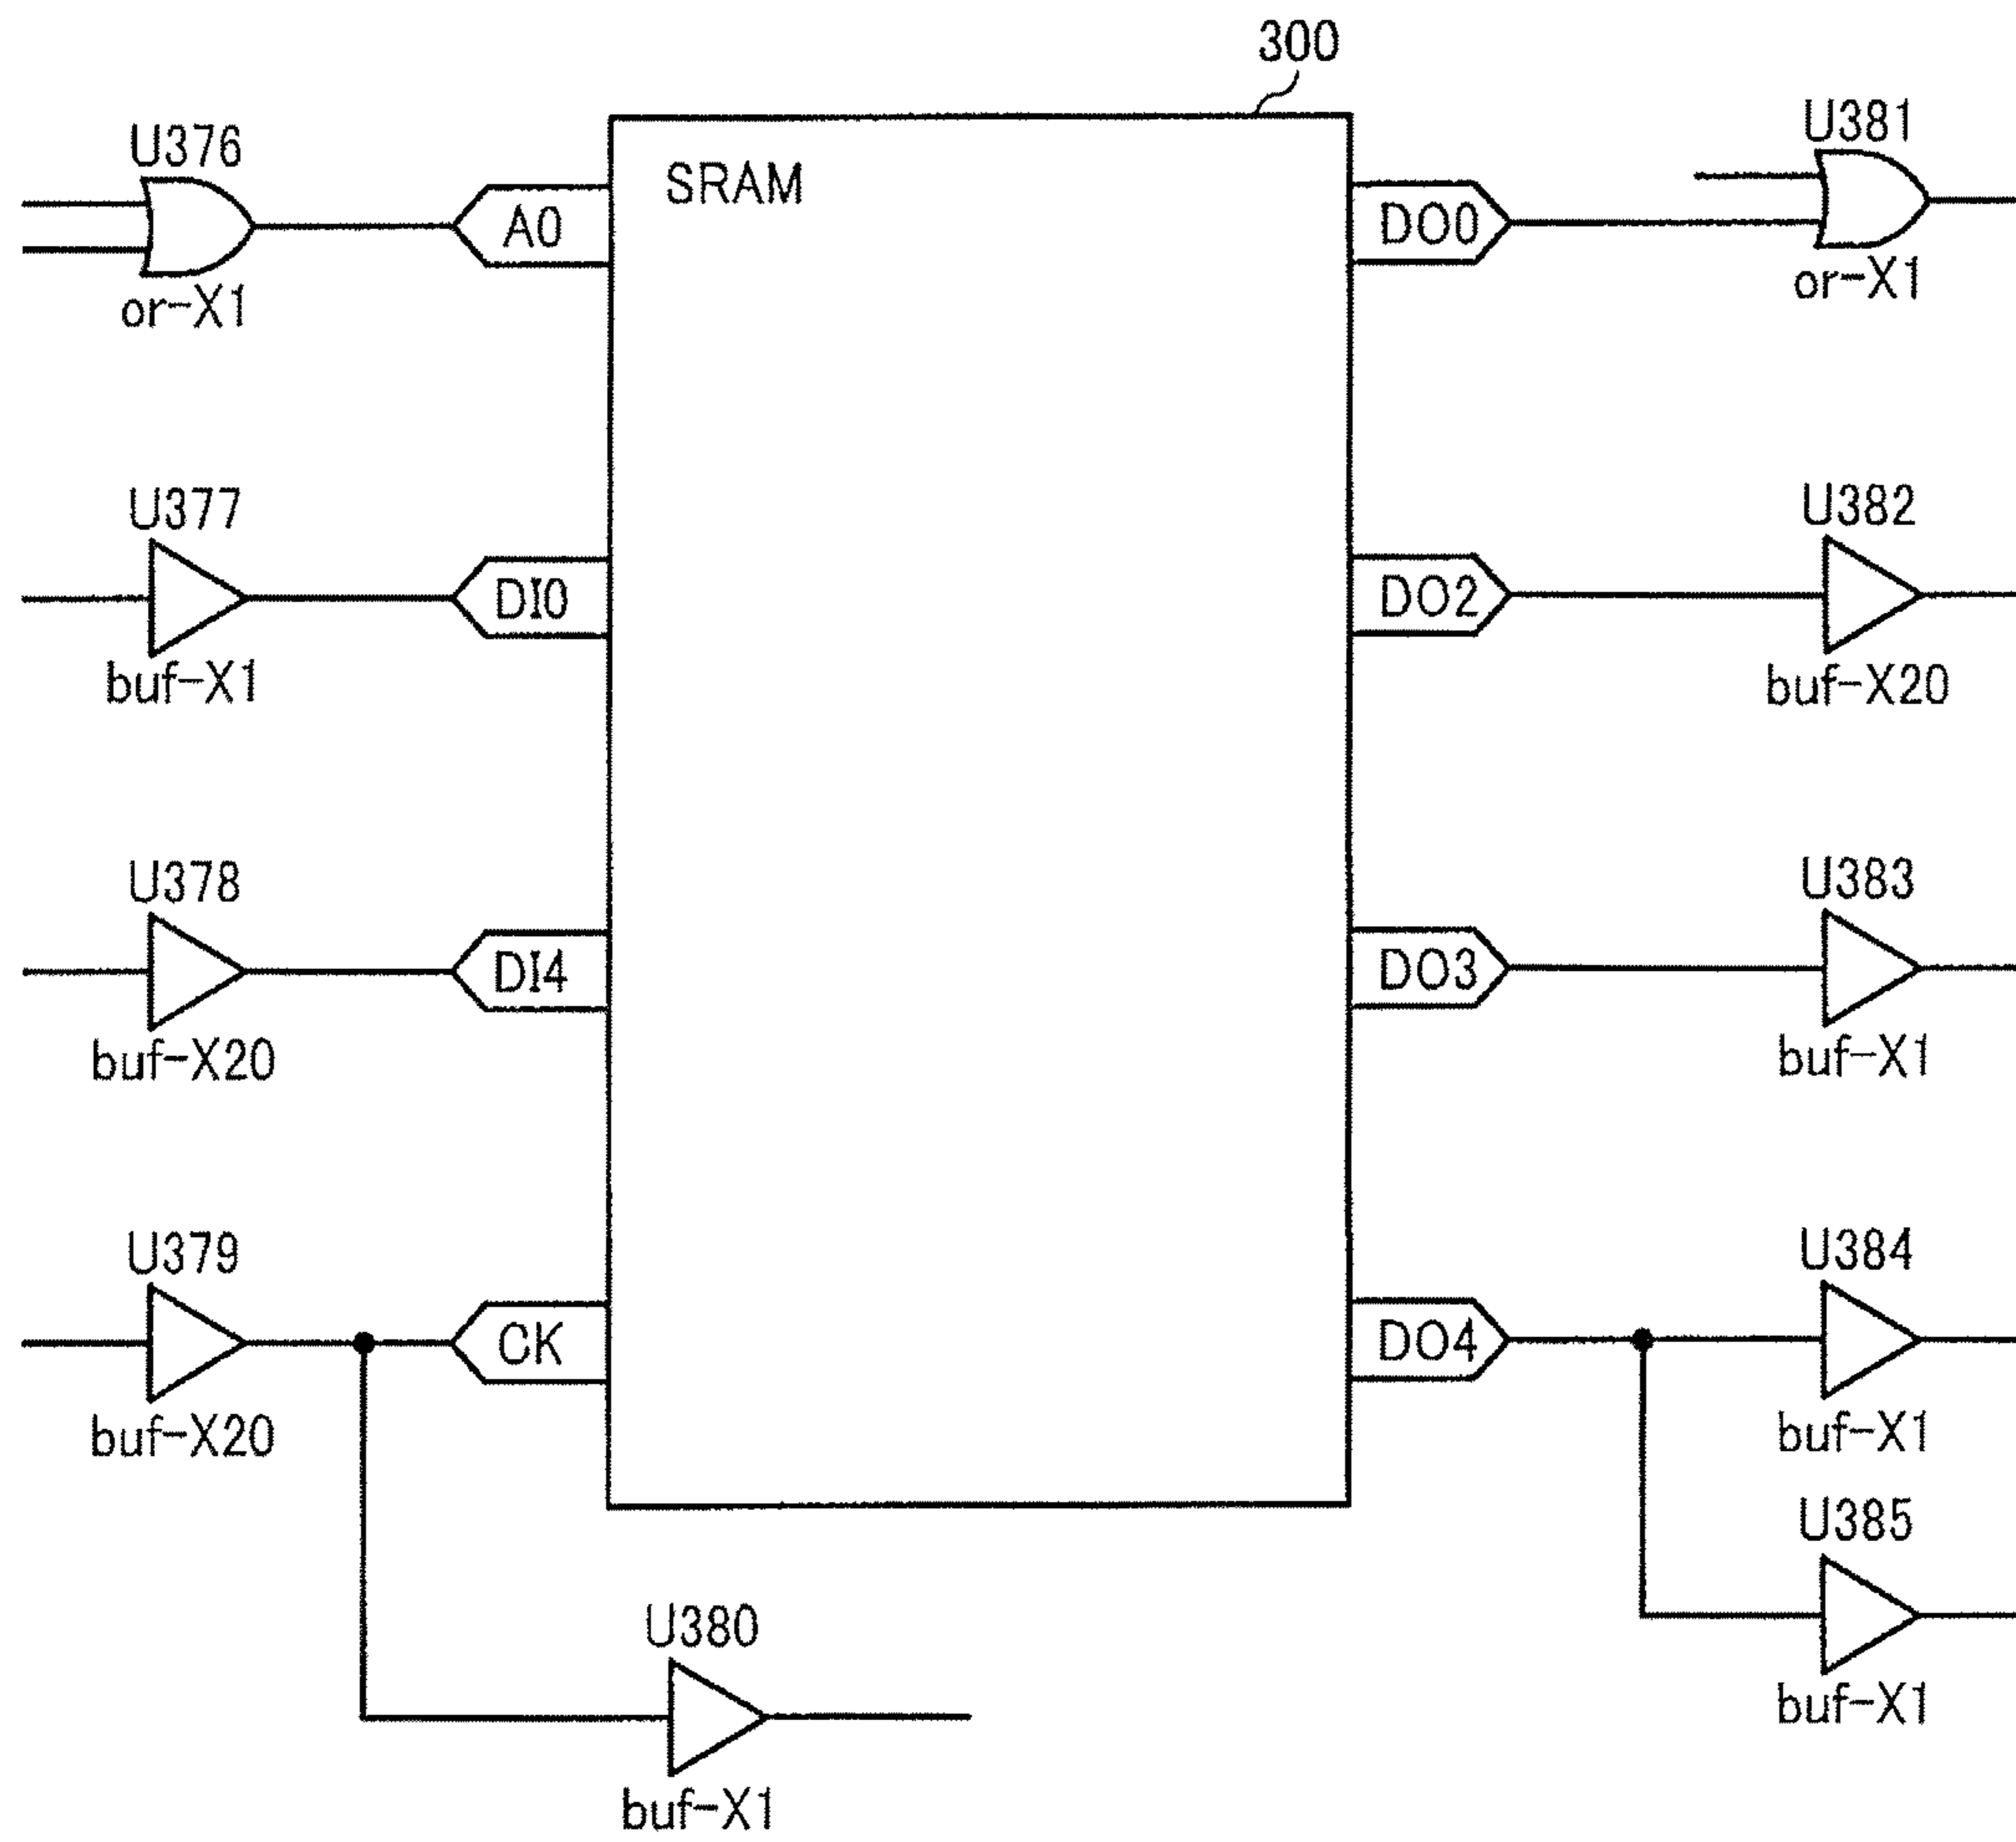 300
U376
U381
SRAM
A0
DO0
or-X1
or-X1
U377
U382
DI0
DO2
buf-X1
buf-X20
U378
U383
DI4
DO3
buf-X20
buf-X1
U379
U384
CK
DO4
buf-X20
buf-X1
U385
U380
buf-X1
buf-X1